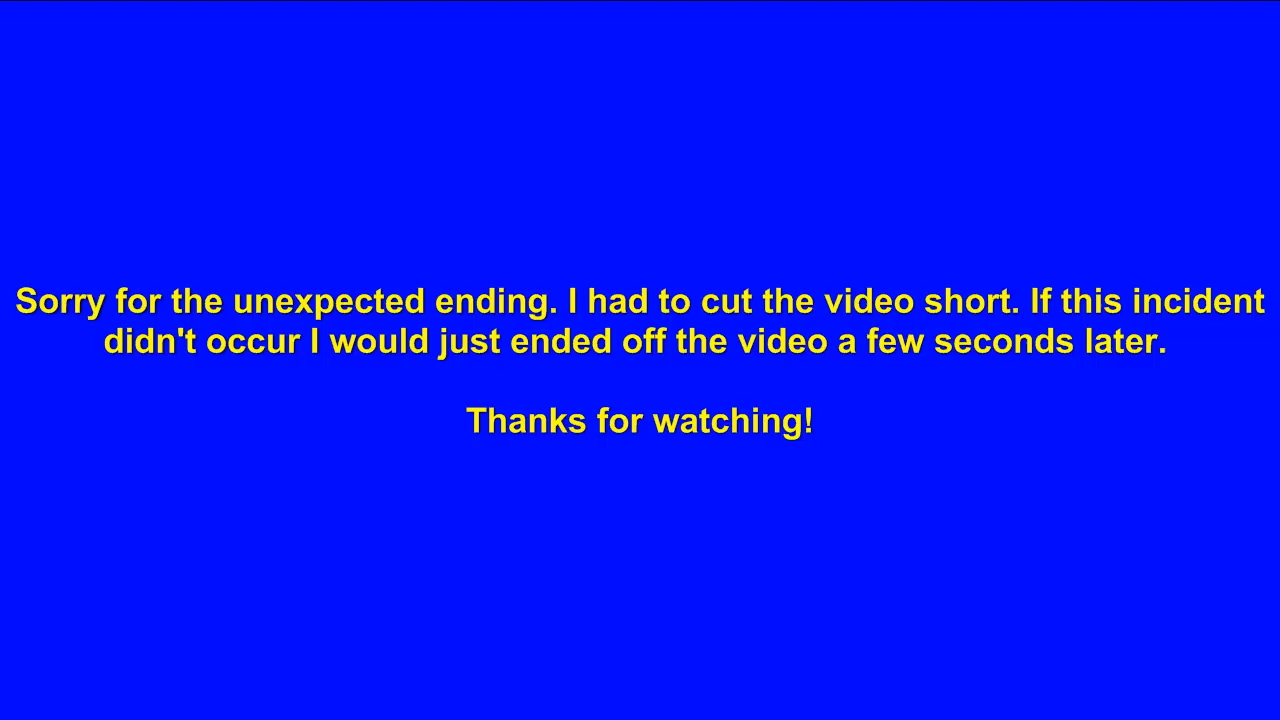 Sorry for the unexpected ending. I had to cut the video short. If this incident
didn't occur I would just ended off the video a few seconds later.
Thanks for watching!